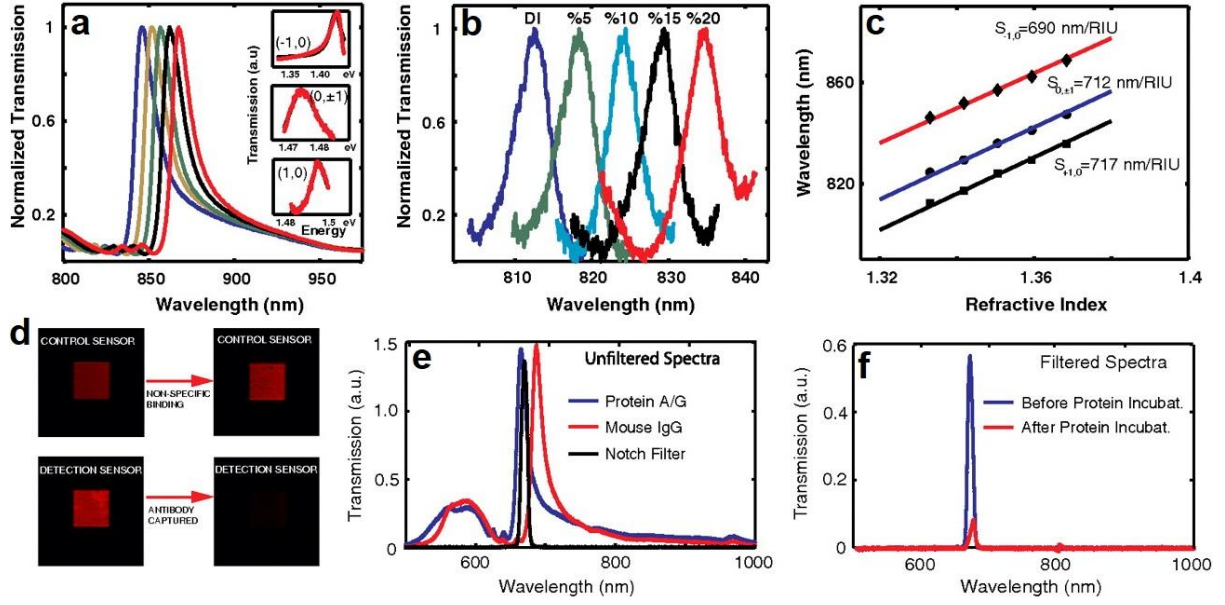 a
Normalized Transmission
1
0.6
0.2
800
850
900
950
Wavelength (nm)
Transmission (a.u)
(-1,0)
1.35
1.40
eV
(0,±1)
1.47
1.48
eV
(1,0)
1.48
1.5
eV
Energy
b
DI
%5
%10
%15
%20
Normalized Transmission
1
0.6
0.2
810
820
830
840
Wavelength (nm)
c
Wavelength (nm)
860
820
S-1,0=690 nm/RIU
S0,±1=712 nm/RIU
S+1,0=717 nm/RIU
1.32
1.36
1.4
Refractive Index
d
CONTROL SENSOR
NON-SPECIFIC
BINDING
CONTROL SENSOR
DETECTION SENSOR
ANTIBODY
CAPTURED
DETECTION SENSOR
e
Transmission (a.u.)
1.5
1.0
0.5
0
Unfiltered Spectra
Protein A/G
Mouse IgG
Notch Filter
600
800
1000
Wavelength (nm)
f
Transmission (a.u.)
0.6
0.4
0.2
0
Filtered Spectra
Before Protein Incubat.
After Protein Incubat.
600
800
1000
Wavelength (nm)